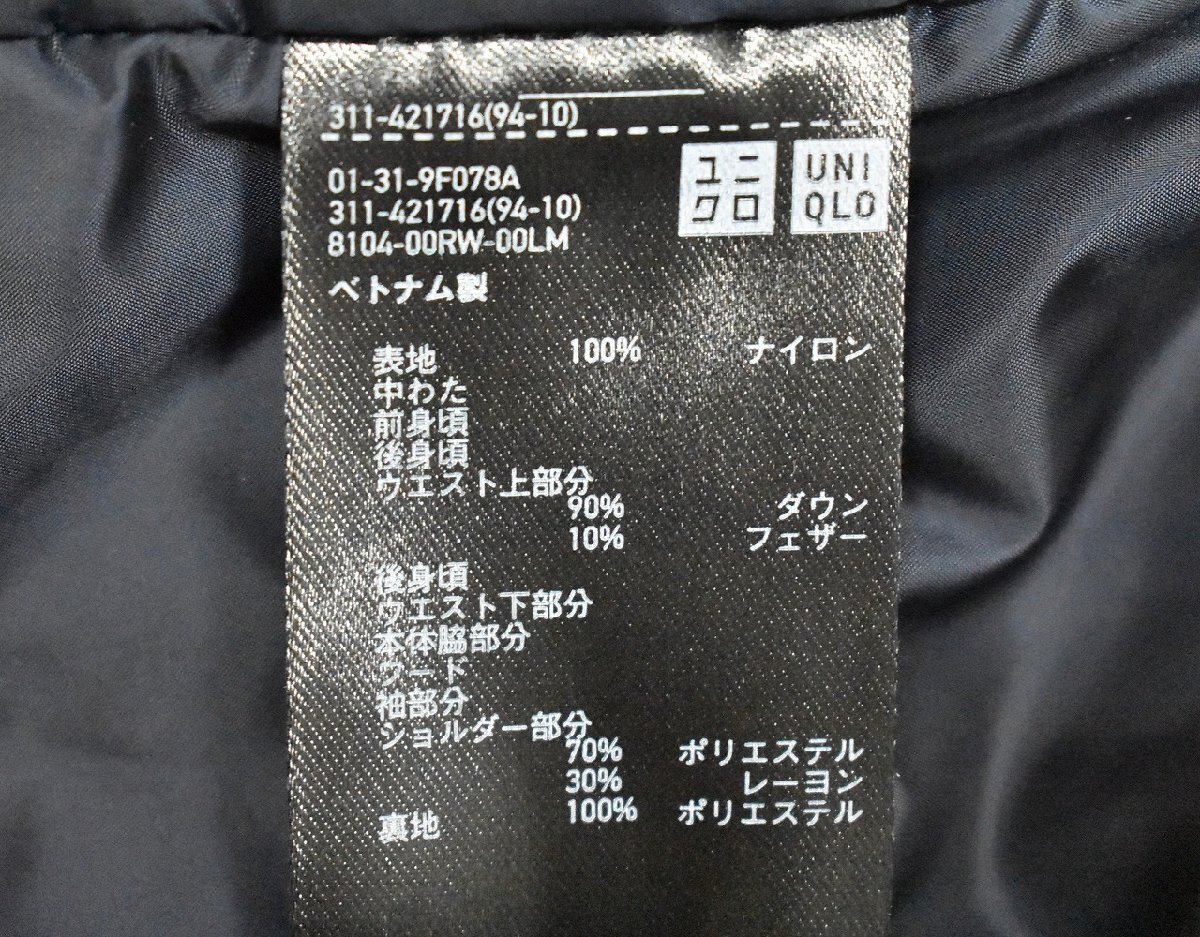 311-421716(94-10)
ユニ
クロ
UNI
QLO
01-31-9F078A
311-421716(94-10)
8104-00RW-00LM
ベトナム製
表地 100% ナイロン
中わた
前身頃
後身頃
ウエスト上部分
90% ダウン
10% フェザー
後身頃
ウエスト下部分
本体脇部分
フード
袖部分
ショルダー部分
70% ポリエステル
30% レーヨン
裏地 100% ポリエステル